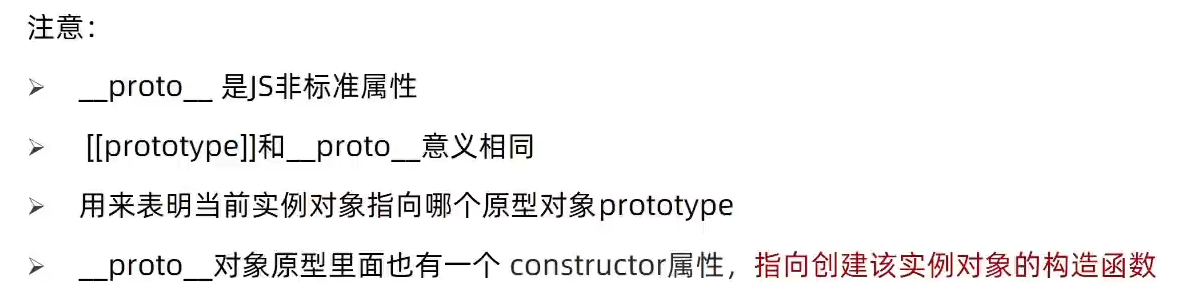 注意：
➢ __proto__ 是JS非标准属性
➢ [[prototype]]和__proto__意义相同
➢ 用来表明当前实例对象指向哪个原型对象prototype
➢ __proto__对象原型里面也有一个 constructor属性，指向创建该实例对象的构造函数